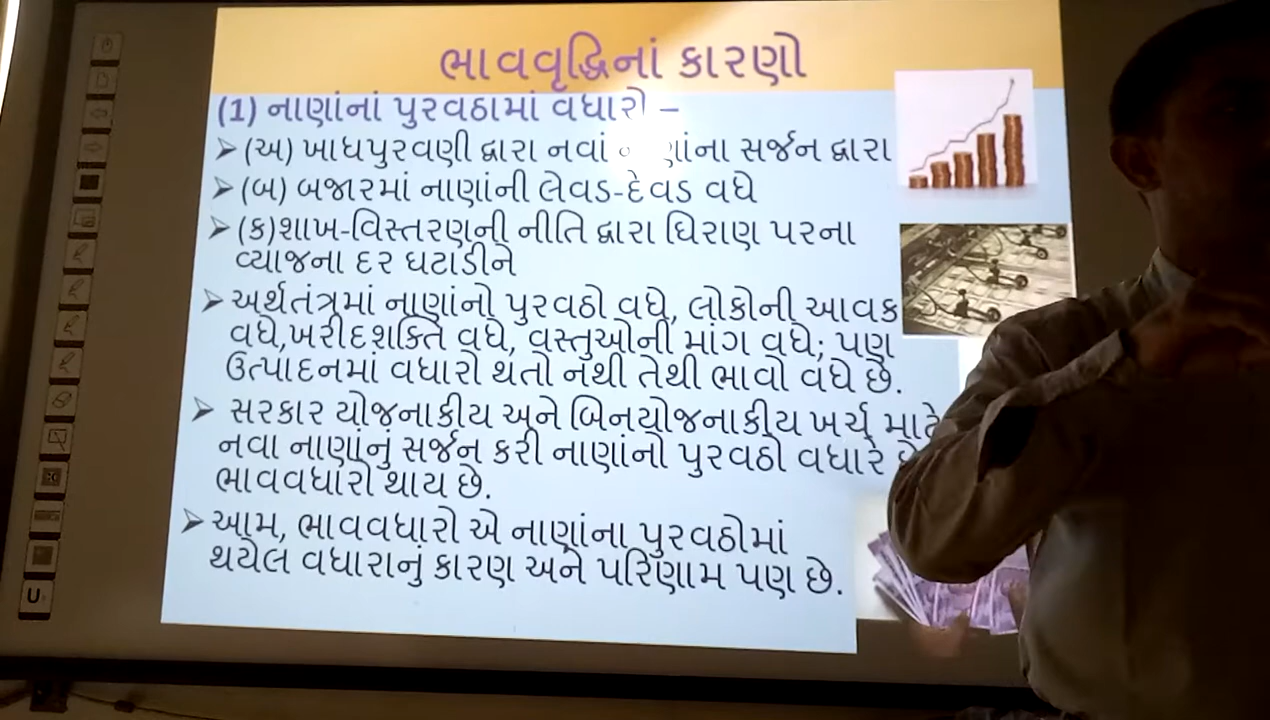 ભાવવૃદ્ધિનાં કારણો
(1) નાણાંનાં પુરવઠામાં વધારો –
➤ (અ) ખાધપુરવણી દ્વારા નવાં સર્જન દ્વારા
➤ (બ) બજારમાં નાણાંની લેવડ-દેવડ વધે
➤ (ક)શાખ-વિસ્તરણની નીતિ દ્વારા ધિરાણ પરના
વ્યાજના દર ઘટાડીને
➤ અર્થતંત્રમાં નાણાંનો પુરવઠો વધે, લોકોની આવક
વધે,ખરીદશક્તિ વધે, વસ્તુઓની માંગ વધે; પણ
ઉત્પાદનમાં વધારો થતો નથી તેથી ભાવો વધે છે.
➤ સરકાર યોજનાકીય અને બિનયોજનાકીય ખર્ચ માટે
નવા નાણાંનું સર્જન કરી નાણાંનો પુરવઠો વધારે
ભાવવધારો થાય છે.
➤ આમ, ભાવવધારો એ નાણાંના પુરવઠોમાં
થયેલ વધારાનું કારણ અને પરિણામ પણ છે.